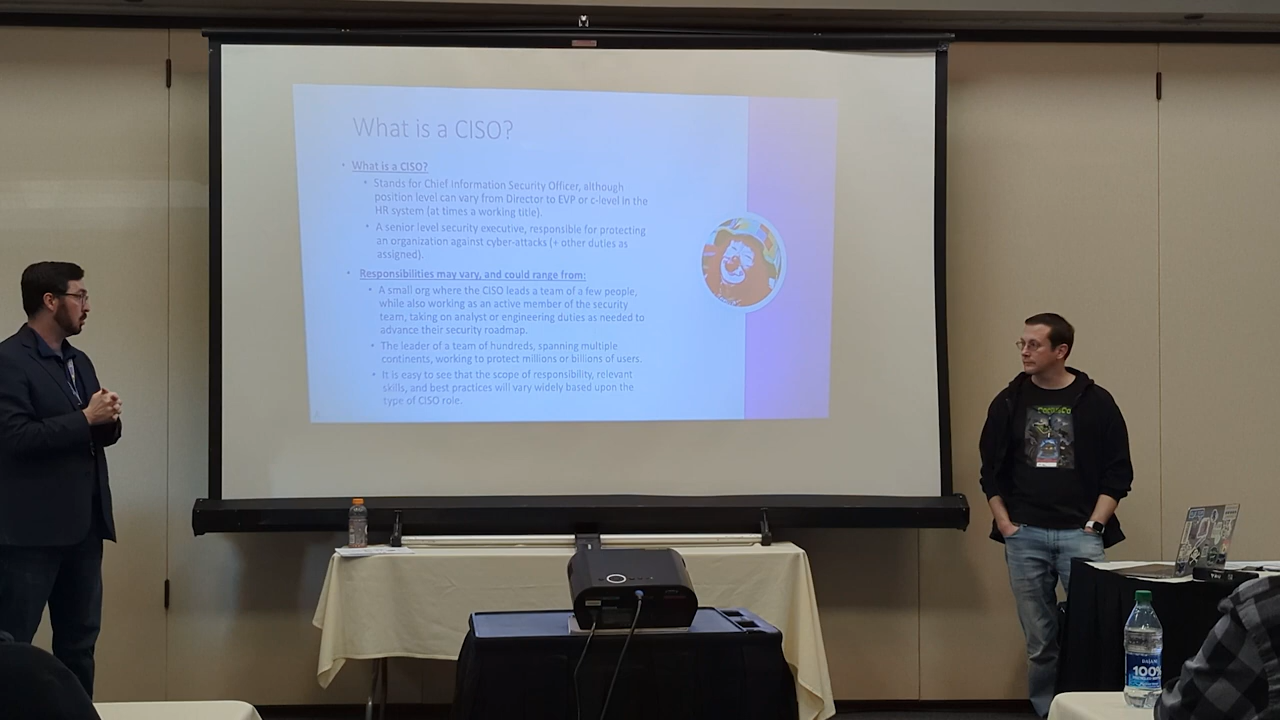 What is a CISO?
• What is a CISO?
• Stands for Chief Information Security Officer, although
position level can vary from Director to EVP or c-level in the
HR system (at times a working title).
• A senior level security executive, responsible for protecting
an organization against cyber-attacks (+ other duties as
assigned).
• Responsibilities may vary, and could range from:
• A small org where the CISO leads a team of a few people,
while also working as an active member of the security
team, taking on analyst or engineering duties as needed to
advance their security roadmap.
• The leader of a team of hundreds, spanning multiple
continents, working to protect millions or billions of users.
• It is easy to see that the scope of responsibility, relevant
skills, and best practices will vary widely based upon the
type of CISO role.
DASANI
100%